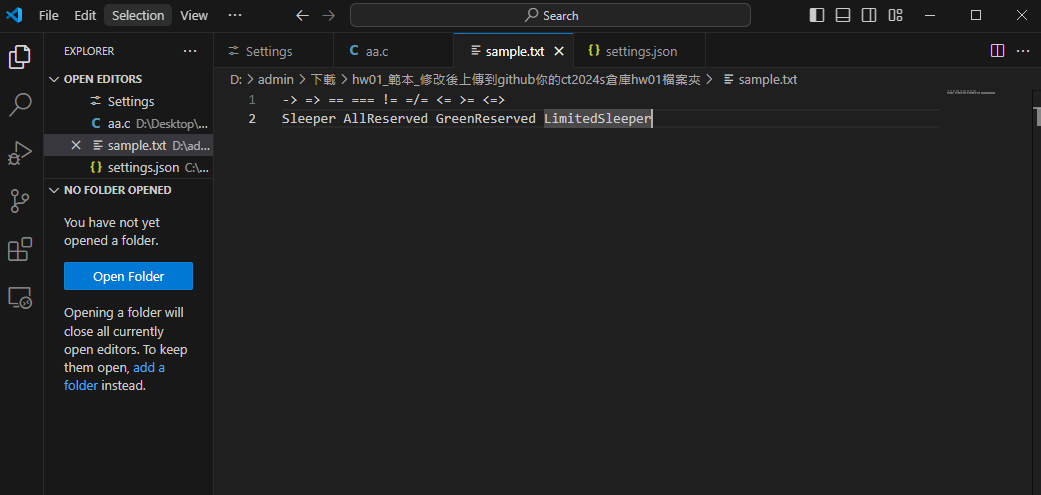 File Edit Selection View ··· Search
EXPLORER ···
Settings aa.c sample.txt settings.json
D: > admin > 下載 > hw01_範本_修改後上傳到github你的ct2024s倉庫hw01檔案夾 > sample.txt
OPEN EDITORS
Settings
aa.c D:\Desktop\...
sample.txt D:\ad...
settings.json C:\...
NO FOLDER OPENED
You have not yet
opened a folder.
Open Folder
Opening a folder will
close all currently
open editors. To keep
them open, add a
folder instead.
1 -> => == === != =/= <= >= <=>
2 Sleeper AllReserved GreenReserved LimitedSleeper